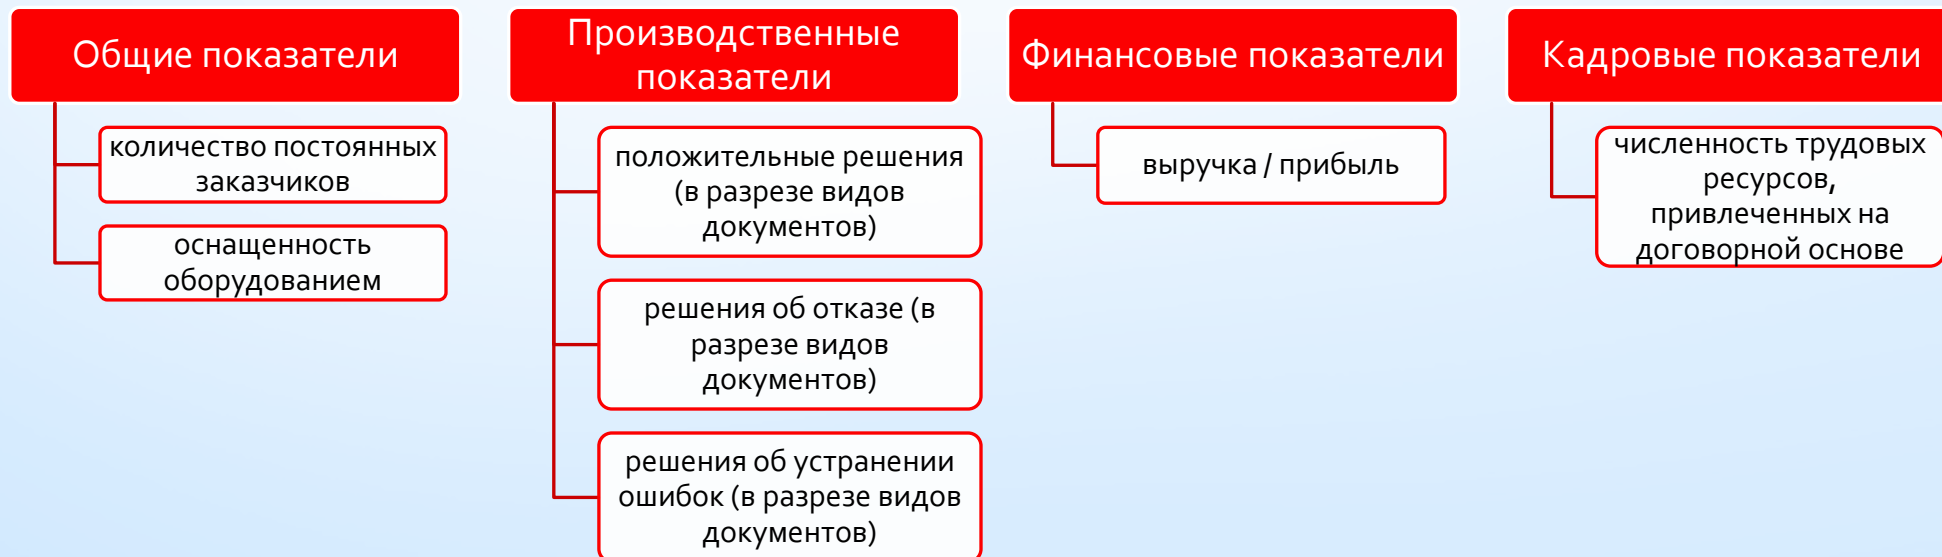 Общие показатели
количество постоянных
заказчиков
оснащенность
оборудованием
Производственные
показатели
положительные решения
(в разрезе видов
документов)
решения об отказе (в
разрезе видов
документов)
решения об устранении
ошибок (в разрезе видов
документов)
Финансовые показатели
выручка / прибыль
Кадровые показатели
численность трудовых
ресурсов,
привлеченных на
договорной основе